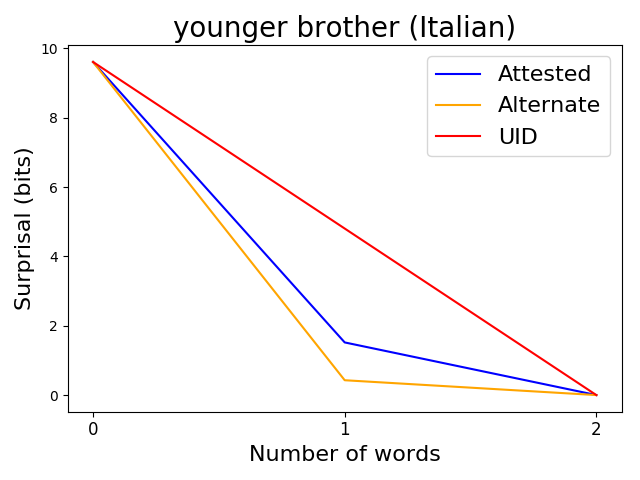 younger brother (Italian)
10
8
6
4
2
0
Surprisal (bits)
Attested
Alternate
UID
0 1 2
Number of words